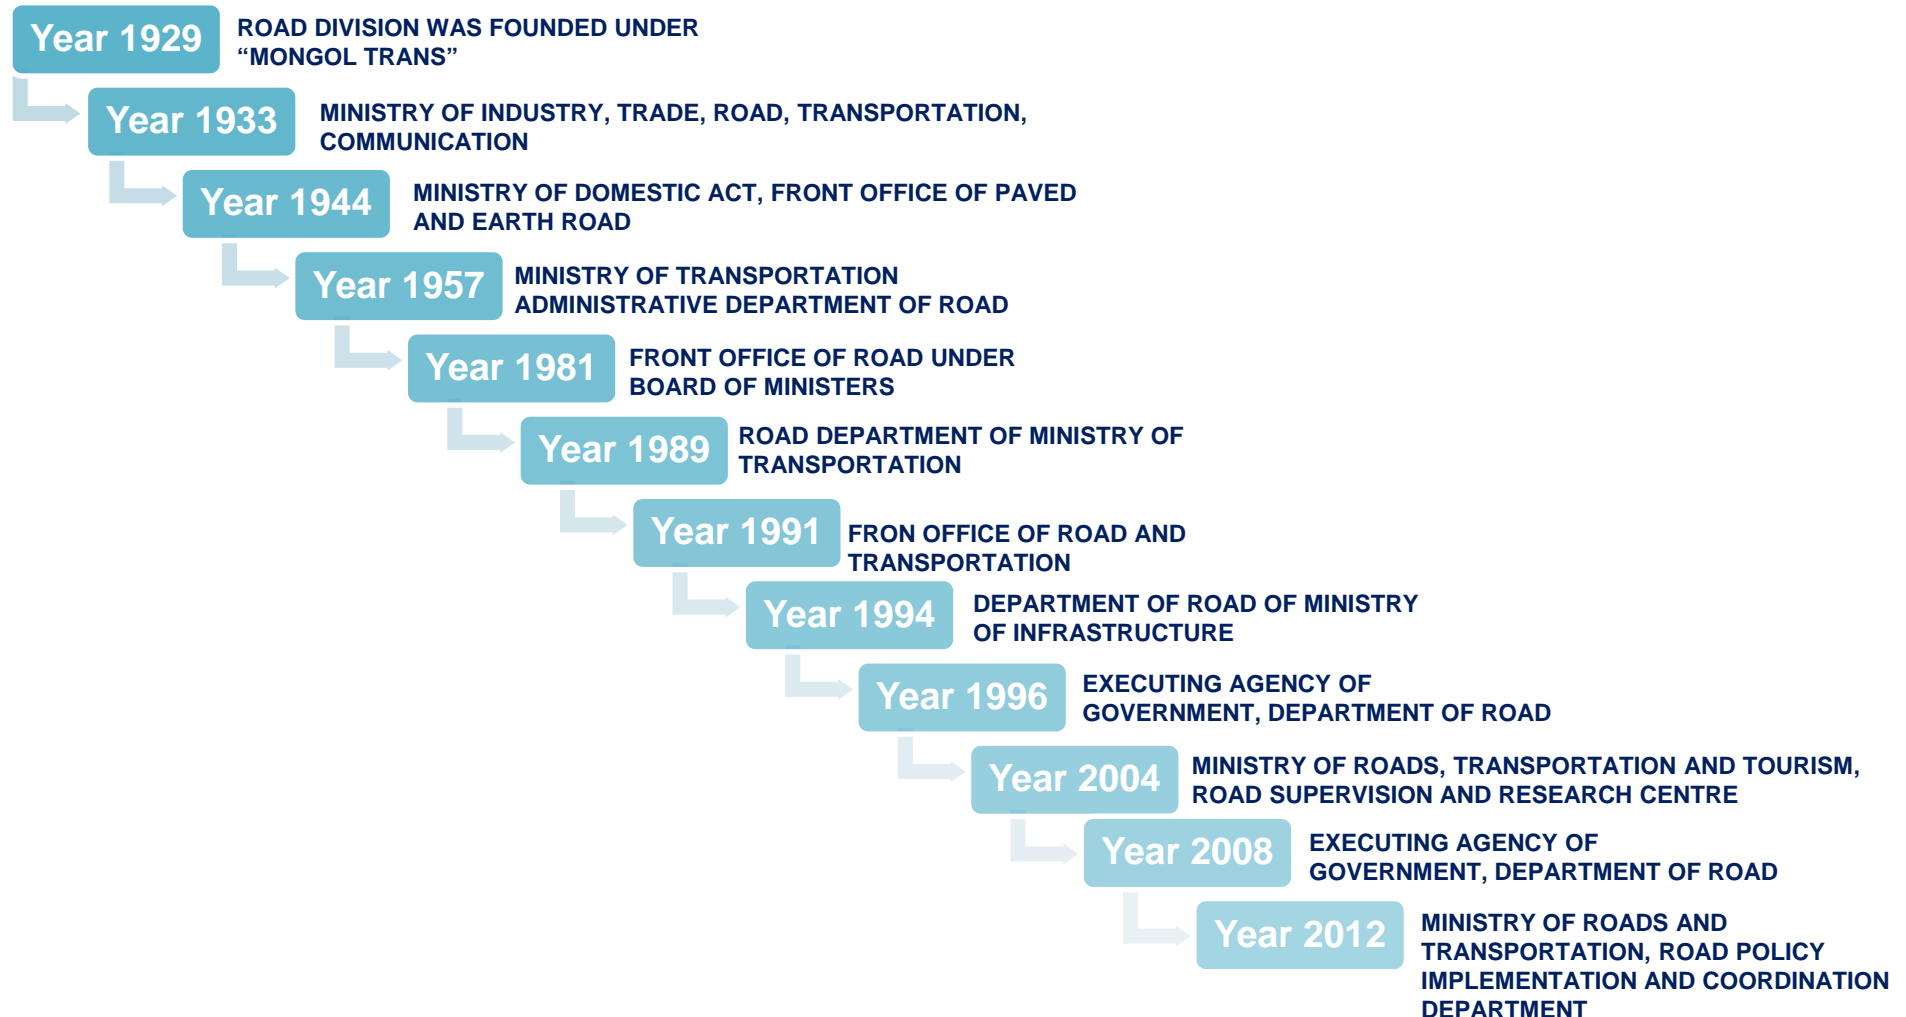 Year 1929
ROAD DIVISION WAS FOUNDED UNDER
“MONGOL TRANS”
Year 1933
MINISTRY OF INDUSTRY, TRADE, ROAD, TRANSPORTATION,
COMMUNICATION
Year 1944
MINISTRY OF DOMESTIC ACT, FRONT OFFICE OF PAVED
AND EARTH ROAD
Year 1957
MINISTRY OF TRANSPORTATION
ADMINISTRATIVE DEPARTMENT OF ROAD
Year 1981
FRONT OFFICE OF ROAD UNDER
BOARD OF MINISTERS
Year 1989
ROAD DEPARTMENT OF MINISTRY OF
TRANSPORTATION
Year 1991
FRON OFFICE OF ROAD AND
TRANSPORTATION
Year 1994
DEPARTMENT OF ROAD OF MINISTRY
OF INFRASTRUCTURE
Year 1996
EXECUTING AGENCY OF
GOVERNMENT, DEPARTMENT OF ROAD
Year 2004
MINISTRY OF ROADS, TRANSPORTATION AND TOURISM,
ROAD SUPERVISION AND RESEARCH CENTRE
Year 2008
EXECUTING AGENCY OF
GOVERNMENT, DEPARTMENT OF ROAD
Year 2012
MINISTRY OF ROADS AND
TRANSPORTATION, ROAD POLICY
IMPLEMENTATION AND COORDINATION
DEPARTMENT